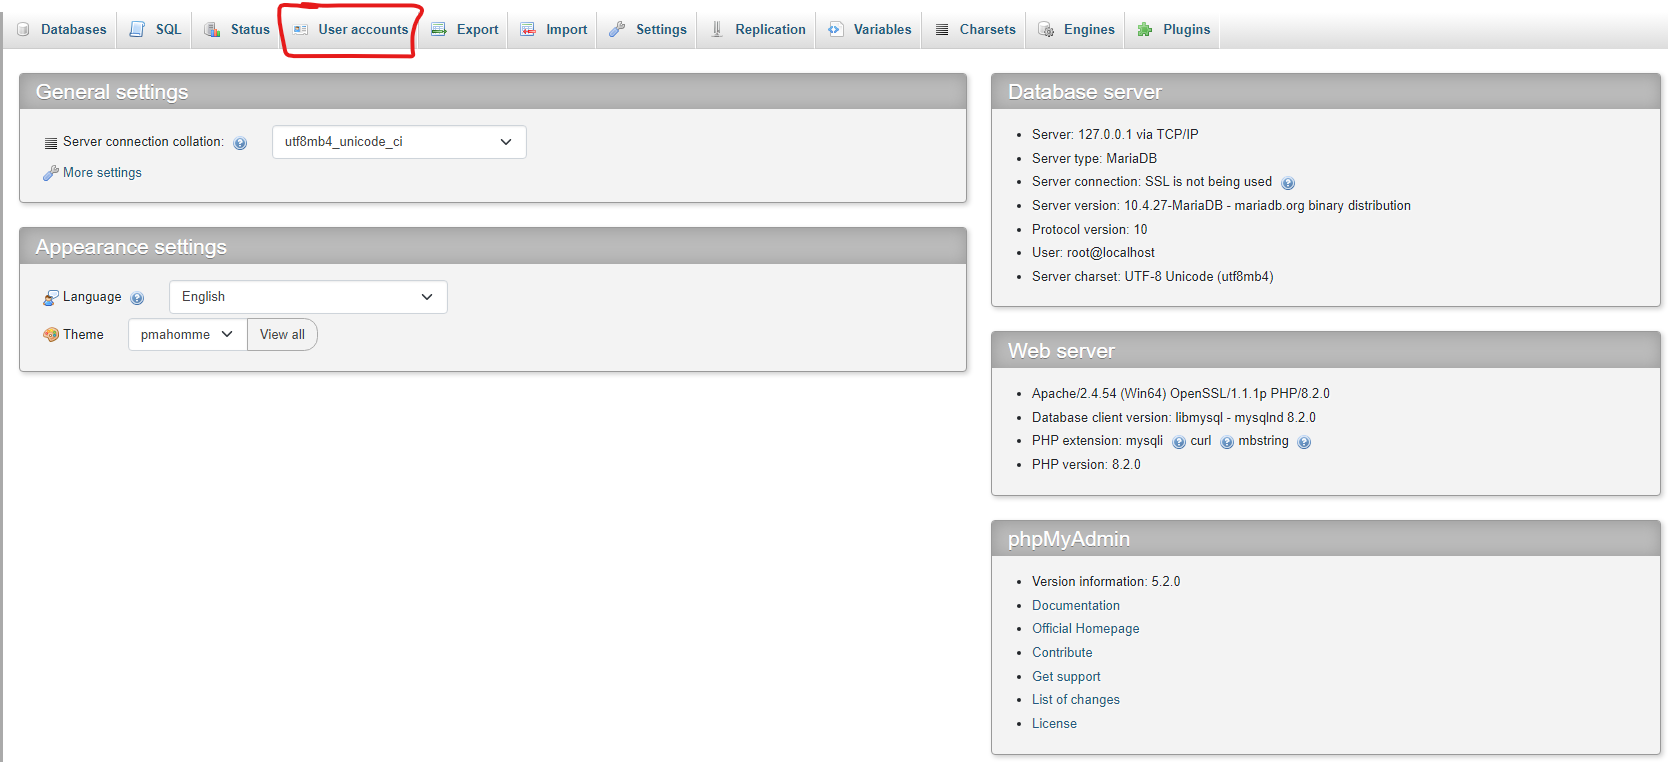 Databases SQL Status User accounts Export Import Settings Replication Variables Charsets Engines Plugins
General settings
Server connection collation: utf8mb4_unicode_ci
More settings
Appearance settings
Language English
Theme pmahomme View all
Database server
Server: 127.0.0.1 via TCP/IP
Server type: MariaDB
Server connection: SSL is not being used
Server version: 10.4.27-MariaDB - mariadb.org binary distribution
Protocol version: 10
User: root@localhost
Server charset: UTF-8 Unicode (utf8mb4)
Web server
Apache/2.4.54 (Win64) OpenSSL/1.1.1p PHP/8.2.0
Database client version: libmysql - mysqlnd 8.2.0
PHP extension: mysqli curl mbstring
PHP version: 8.2.0
phpMyAdmin
Version information: 5.2.0
Documentation
Official Homepage
Contribute
Get support
List of changes
License